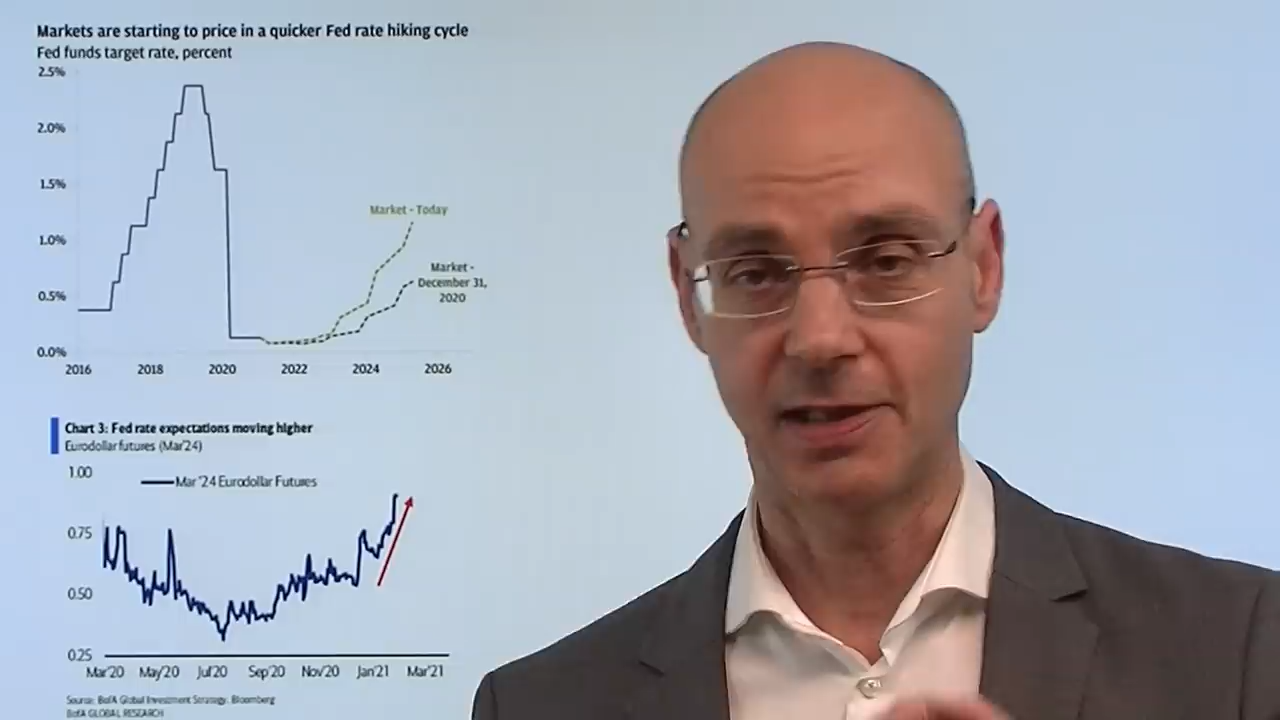 Markets are starting to price in a quicker Fed rate hiking cycle
Fed funds target rate, percent
2.5%
2.0%
1.5%
1.0%
0.5%
0.0%
Market - Today
Market -
December 31,
2020
2016 2018 2020 2022 2024 2026
Chart 3: Fed rate expectations moving higher
Eurodollar futures (Mar'24)
1.00
Mar '24 Eurodollar Futures
0.75
0.50
0.25
Mar'20 May'20 Jul'20 Sep'20 Nov'20 Jan'21 Mar'21
Source: BofA Global Investment Strategy, Bloomberg
BofA GLOBAL RESEARCH